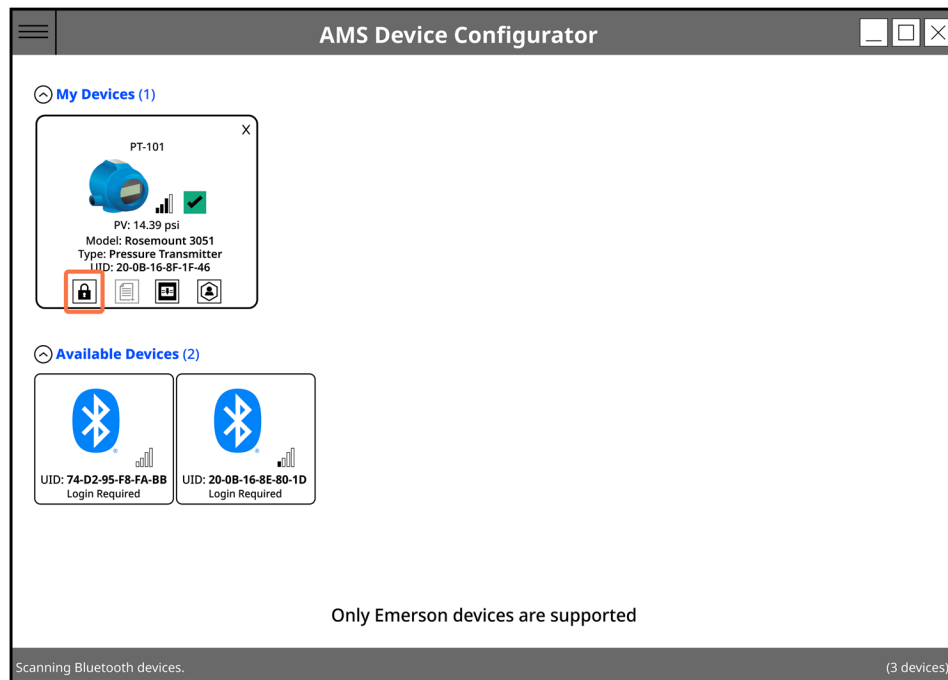 AMS Device Configurator
My Devices (1)
X
PT-101
PV: 14.39 psi
Model: Rosemount 3051
Type: Pressure Transmitter
UID: 20-0B-16-8F-1F-46
Available Devices (2)
UID: 74-D2-95-F8-FA-BB
Login Required
UID: 20-0B-16-8E-80-1D
Login Required
Only Emerson devices are supported
Scanning Bluetooth devices.
(3 devices)